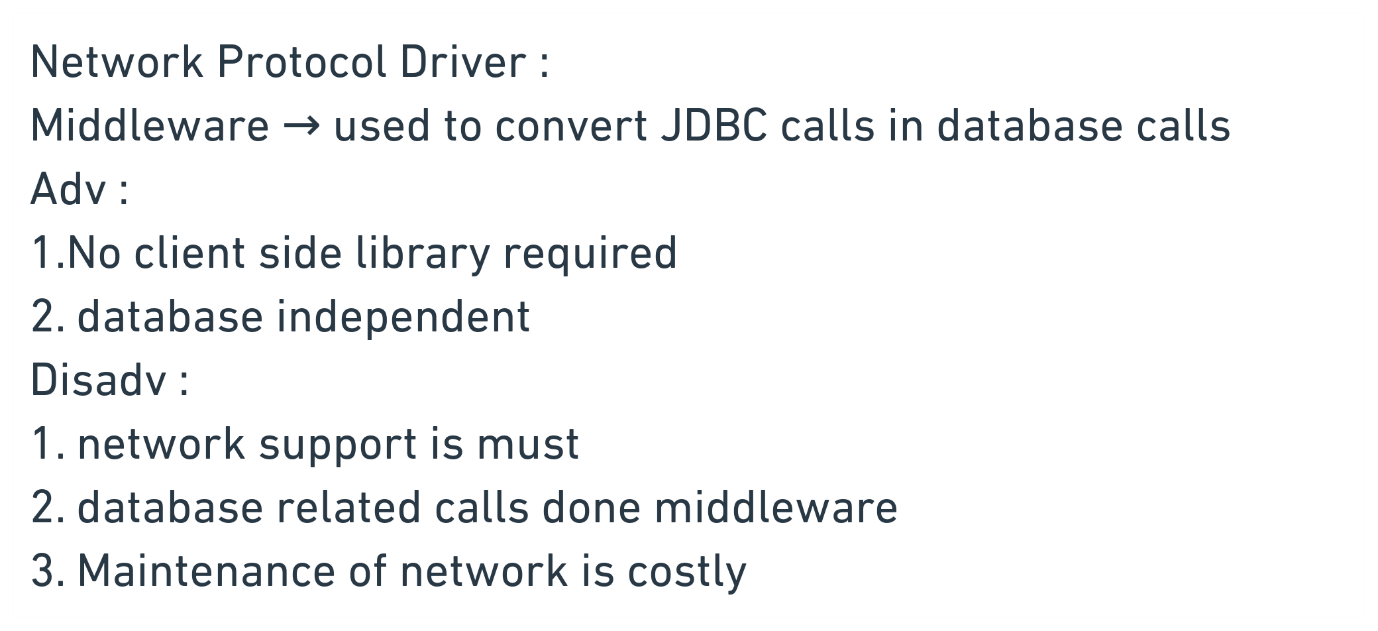 Network Protocol Driver :
Middleware → used to convert JDBC calls in database calls
Adv :
1.No client side library required
2. database independent
Disadv :
1. network support is must
2. database related calls done middleware
3. Maintenance of network is costly